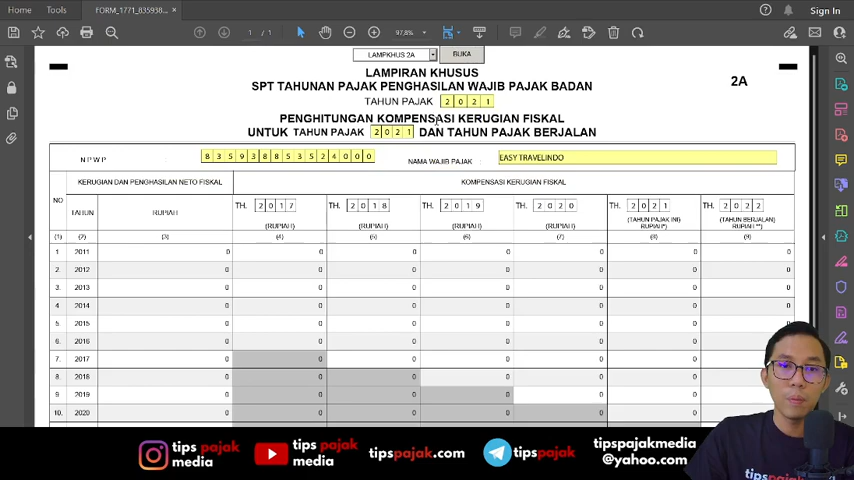 Home Tools FORM_1771_835938... × Sign In
1 / 1 97,8%
LAMPKHUS 2A BUKA
LAMPIRAN KHUSUS
SPT TAHUNAN PAJAK PENGHASILAN WAJIB PAJAK BADAN 2A
TAHUN PAJAK 2 0 2 1
PENGHITUNGAN KOMPENSASI KERUGIAN FISKAL
UNTUK TAHUN PAJAK 2 0 2 1 DAN TAHUN PAJAK BERJALAN
N P W P 8 3 5 9 3 8 8 5 3 5 2 4 0 0 0 NAMA WAJIB PAJAK : EASY TRAVELINDO
KERUGIAN DAN PENGHASILAN NETO FISKAL KOMPENSASI KERUGIAN FISKAL
NO TAHUN RUPIAH TH. 2 0 1 7 TH. 2 0 1 8 TH. 2 0 1 9 TH. 2 0 2 0 TH. 2 0 2 1 TH. 2 0 2 2
(RUPIAH) (RUPIAH) (RUPIAH) (RUPIAH) (TAHUN PAJAK INI) RUPIAH*) (TAHUN BERJALAN) RUPIAH **)
(1) (2) (3) (4) (5) (6) (7) (8) (9)
1 2011 0 0 0 0 0 0 0
2. 2012 0 0 0 0 0 0 0
3. 2013 0 0 0 0 0 0 0
4 2014 0 0 0 0 0 0 0
5. 2015 0 0 0 0 0 0 0
6. 2016 0 0 0 0 0 0 0
7. 2017 0 0 0 0 0 0 0
8. 2018 0 0 0 0 0 0
9 2019 0 0 0 0 0 0
10. 2020 0 0 0 0 0 0
tips pajak media
tips pajak media
tipspajak.com
tipspajak
tipspajakmedia
@yahoo.com
tipspajak